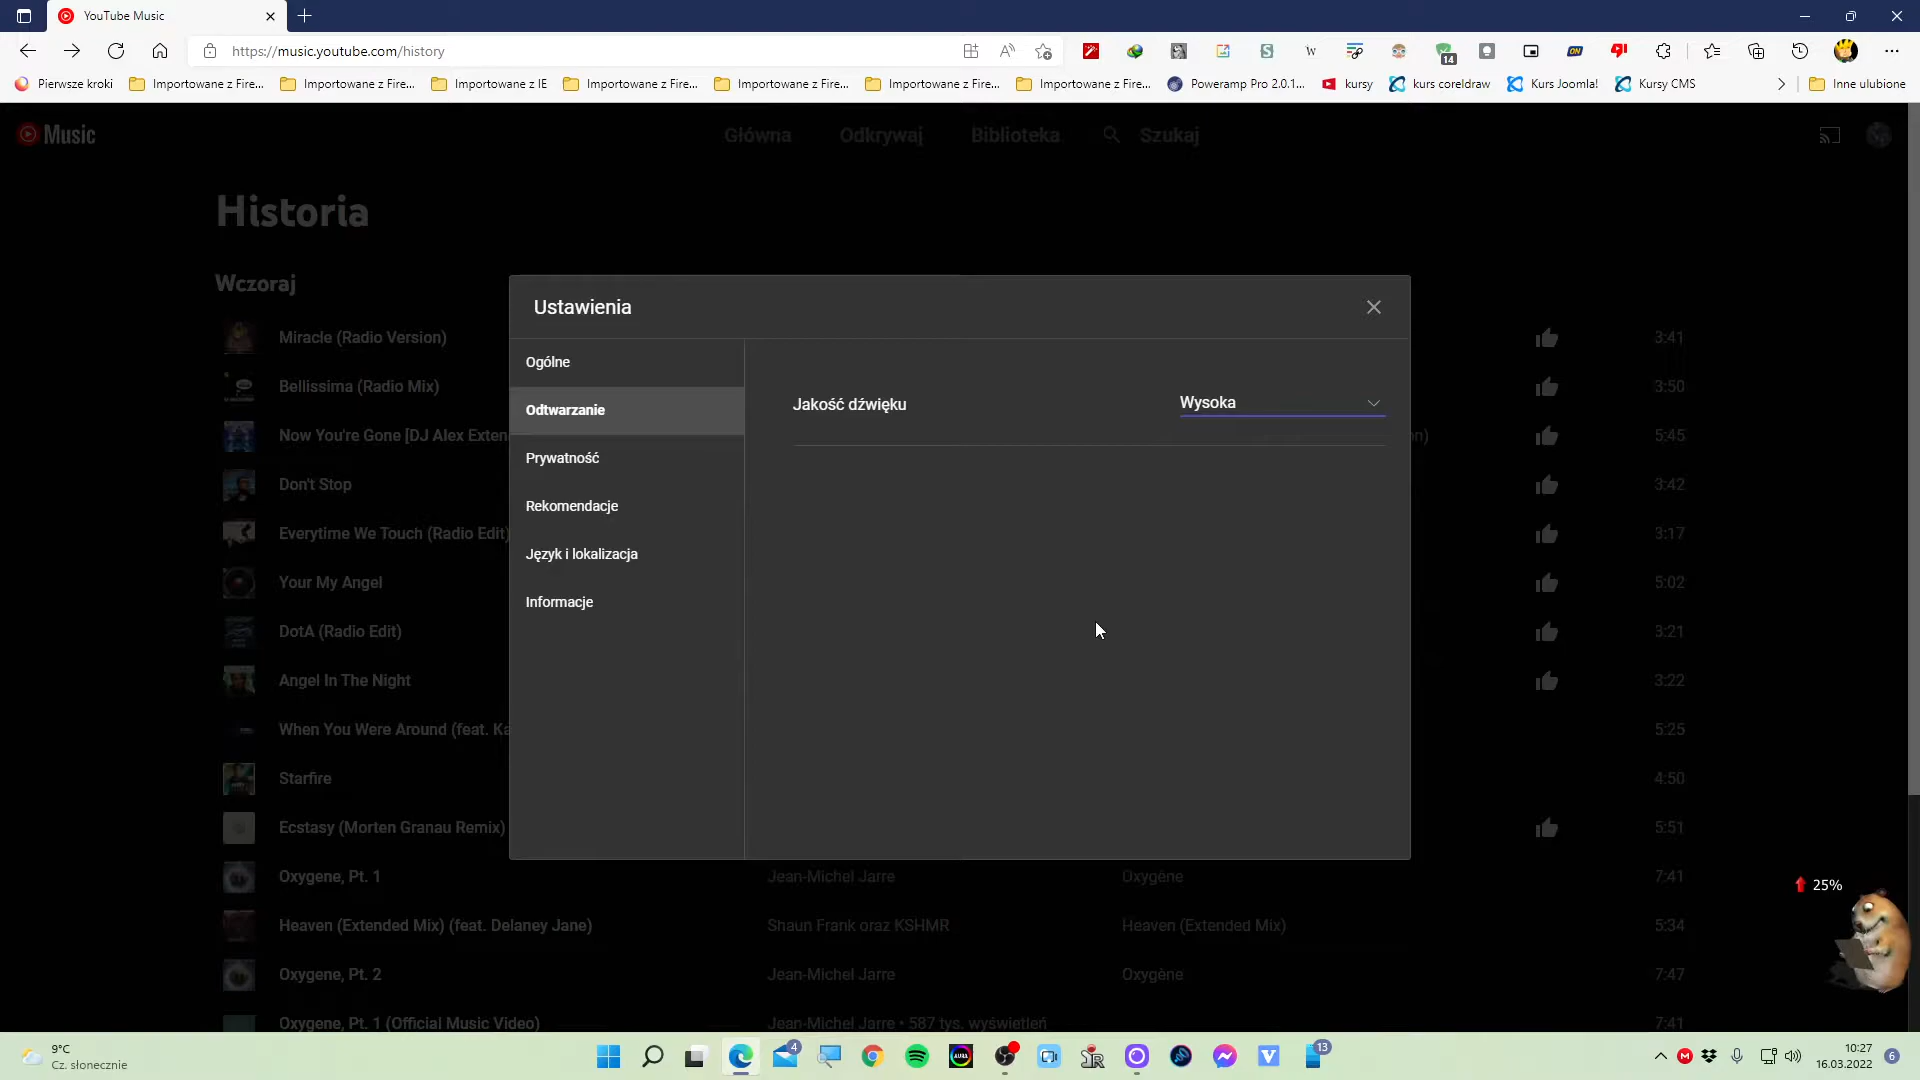 YouTube Music
https://music.youtube.com/history
14
ON
Pierwsze kroki
Importowane z Fire...
Importowane z Fire...
Importowane z IE
Importowane z Fire...
Importowane z Fire...
Importowane z Fire...
Importowane z Fire...
Poweramp Pro 2.0.1...
kursy
kurs coreldraw
Kurs Joomla!
Kursy CMS
Inne ulubione
Music
Główna
Odkrywaj
Biblioteka
Szukaj
Historia
Wczoraj
Ustawienia
Ogólne
Odtwarzanie
Prywatność
Rekomendacje
Język i lokalizacja
Informacje
Jakość dźwięku
Wysoka
Miracle (Radio Version) 3:41
Bellissima (Radio Mix) 3:50
Now You're Gone [DJ Alex Exten n) 5:45
Don't Stop 3:42
Everytime We Touch (Radio Edit) 3:17
Your My Angel 5:02
DotA (Radio Edit) 3:21
Angel In The Night 3:22
When You Were Around (feat. Ka 5:25
Starfire 4:50
Ecstasy (Morten Granau Remix) 5:51
Oxygene, Pt. 1 Jean-Michel Jarre Oxygène 7:41
Heaven (Extended Mix) (feat. Delaney Jane) Shaun Frank oraz KSHMR Heaven (Extended Mix) 5:34
Oxygene, Pt. 2 Jean-Michel Jarre Oxygène 7:47
Oxygene, Pt. 1 (Official Music Video) Jean-Michel Jarre • 587 tys. wyświetleń 7:41
25%
9°C
Cz. słonecznie
4
AURA
13
10:27
16.03.2022
6